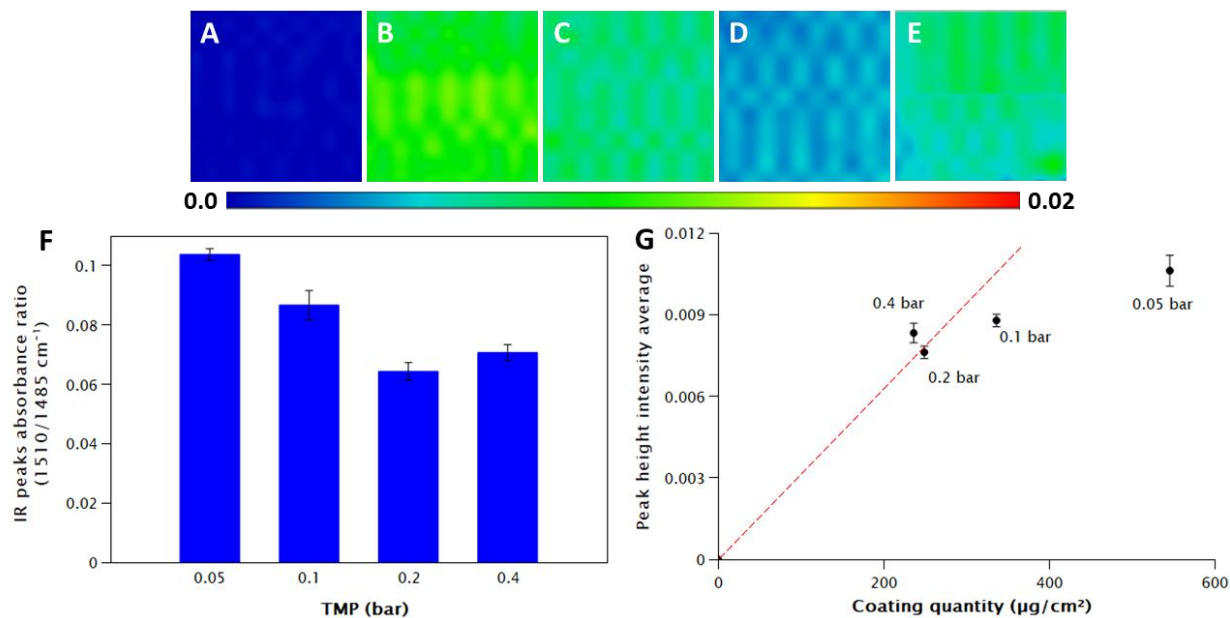 A B C D E
0.0 0.02
F
IR peaks absorbance ratio
(1510/1485 cm⁻¹)
0.1
0.08
0.06
0.04
0.02
0
0.05 0.1 0.2 0.4
TMP (bar)
G
Peak height intensity average
0.012
0.009
0.006
0.003
0
0.4 bar
0.2 bar
0.1 bar
0.05 bar
0 200 400 600
Coating quantity (µg/cm²)